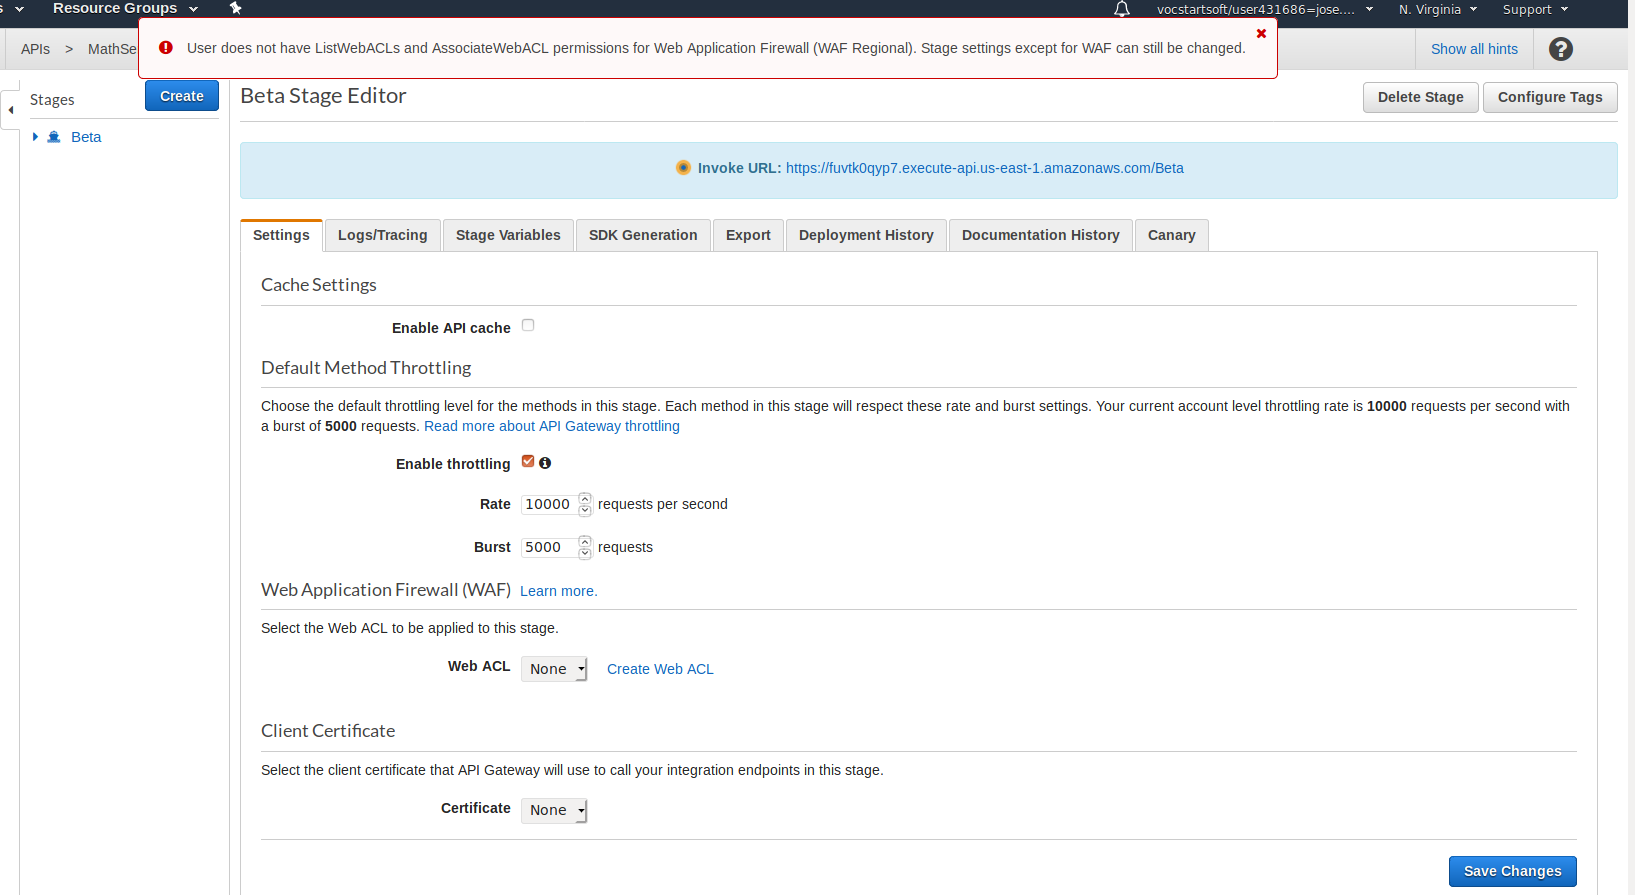 s
Resource Groups
vocstartsoft/user431686=jose....
N. Virginia
Support
APIs > MathSe
User does not have ListWebACLs and AssociateWebACL permissions for Web Application Firewall (WAF Regional). Stage settings except for WAF can still be changed.
Show all hints
Stages
Create
Beta
Beta Stage Editor
Delete Stage
Configure Tags
Invoke URL: https://fuvtk0qyp7.execute-api.us-east-1.amazonaws.com/Beta
Settings
Logs/Tracing
Stage Variables
SDK Generation
Export
Deployment History
Documentation History
Canary
Cache Settings
Enable API cache
Default Method Throttling
Choose the default throttling level for the methods in this stage. Each method in this stage will respect these rate and burst settings. Your current account level throttling rate is 10000 requests per second with
a burst of 5000 requests. Read more about API Gateway throttling
Enable throttling
Rate 10000 requests per second
Burst 5000 requests
Web Application Firewall (WAF) Learn more.
Select the Web ACL to be applied to this stage.
Web ACL None Create Web ACL
Client Certificate
Select the client certificate that API Gateway will use to call your integration endpoints in this stage.
Certificate None
Save Changes